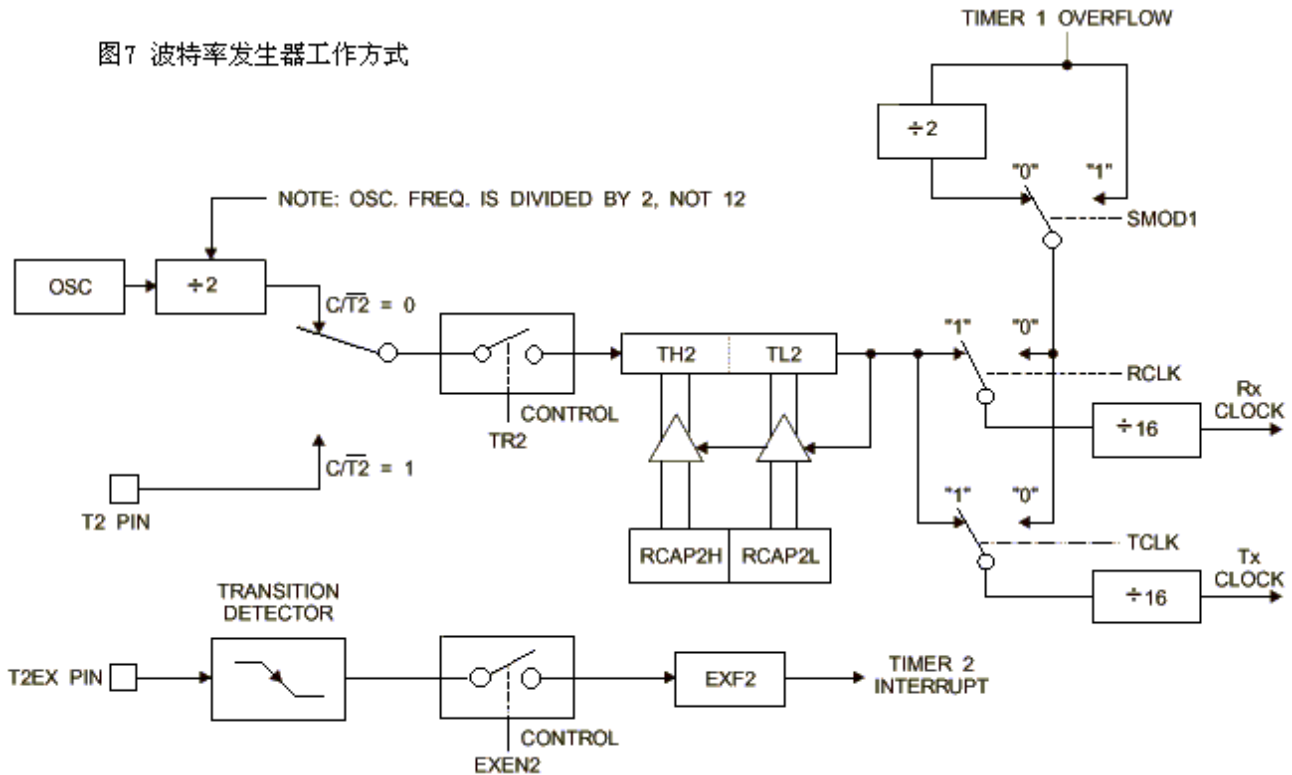 TIMER 1 OVERFLOW
图7 波特率发生器工作方式
÷2
"0" "1"
NOTE: OSC. FREQ. IS DIVIDED BY 2, NOT 12
SMOD1
OSC
÷2
C/T2 = 0
"1" "0"
TH2 TL2
RCLK
Rx
CLOCK
CONTROL
TR2
÷16
C/T2 = 1
T2 PIN
"1" "0"
RCAP2H RCAP2L
TCLK
Tx
CLOCK
÷16
TRANSITION
DETECTOR
T2EX PIN
EXF2
TIMER 2
INTERRUPT
CONTROL
EXEN2